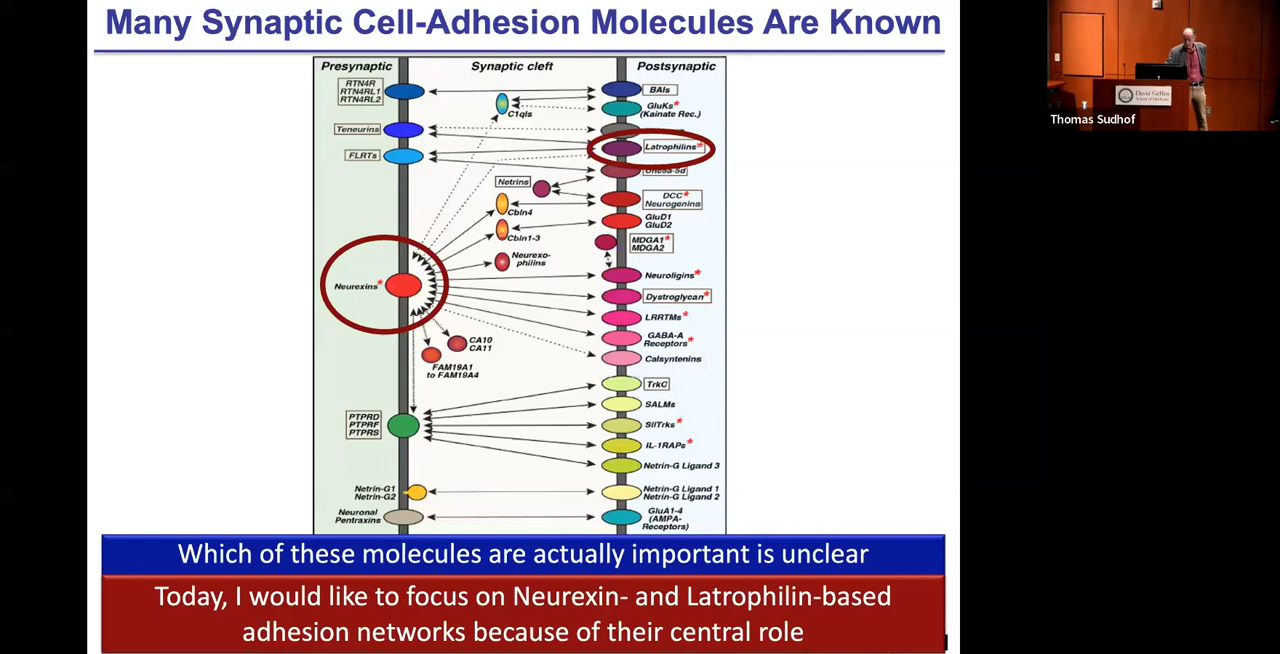 Many Synaptic Cell-Adhesion Molecules Are Known
Presynaptic
Synaptic cleft
Postsynaptic
RTN4R
RTN4RL1
RTN4RL2
Teneurins
FLRTs
Neurexins*
PTPRD
PTPRF
PTPRS
Netrin-G1
Netrin-G2
Neuronal
Pentraxins
C1qls
Netrins
Cbln4
Cbln1-3
Neurexo-
philins
CA10
CA11
FAM19A1
to FAM19A4
BAIs
GluKs*
(Kainate Rec.)
Latrophilins*
Unc5a-5d
DCC*
Neurogenins
GluD1
GluD2
MDGA1*
MDGA2
Neuroligins*
Dystroglycan*
LRRTMs*
GABA-A
Receptors*
Calsyntenins
TrkC
SALMs
SliTrks*
IL-1RAPs*
Netrin-G Ligand 3
Netrin-G Ligand 1
Netrin-G Ligand 2
GluA1-4
(AMPA-
Receptors)
Which of these molecules are actually important is unclear
Today, I would like to focus on Neurexin- and Latrophilin-based
adhesion networks because of their central role
David Geffen
School of Medicine
Thomas Sudhof